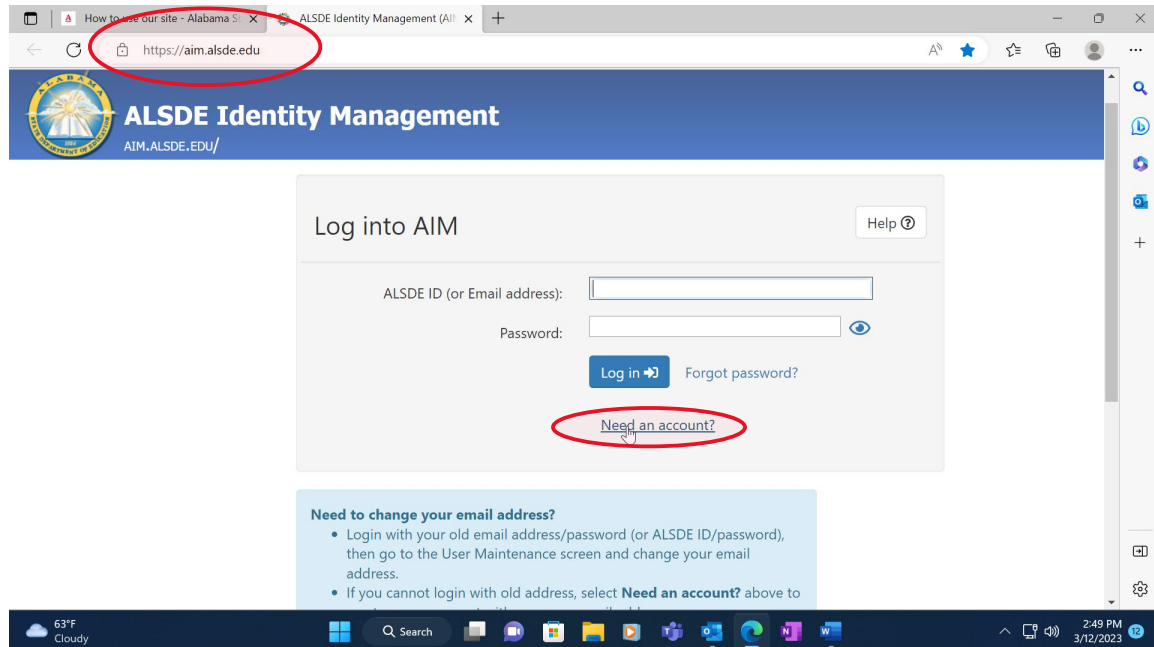 How to use our site - Alabama St
ALSDE Identity Management (AI
https://aim.alsde.edu
ALSDE Identity Management
AIM.ALSDE.EDU/
Log into AIM
Help
ALSDE ID (or Email address):
Password:
Log in
Forgot password?
Need an account?
Need to change your email address?
• Login with your old email address/password (or ALSDE ID/password),
then go to the User Maintenance screen and change your email
address.
• If you cannot login with old address, select Need an account? above to
63°F
Cloudy
Search
2:49 PM
3/12/2023
12